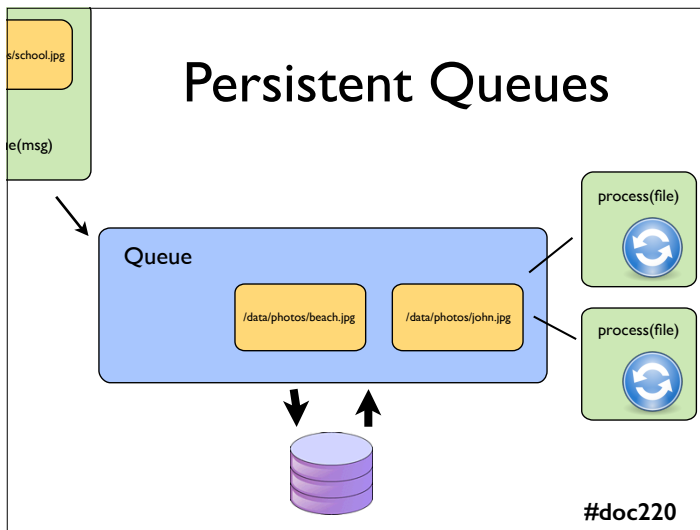 s/school.jpg
Persistent Queues
ue(msg)
process(file)
Queue
/data/photos/beach.jpg
/data/photos/john.jpg
process(file)
#doc220